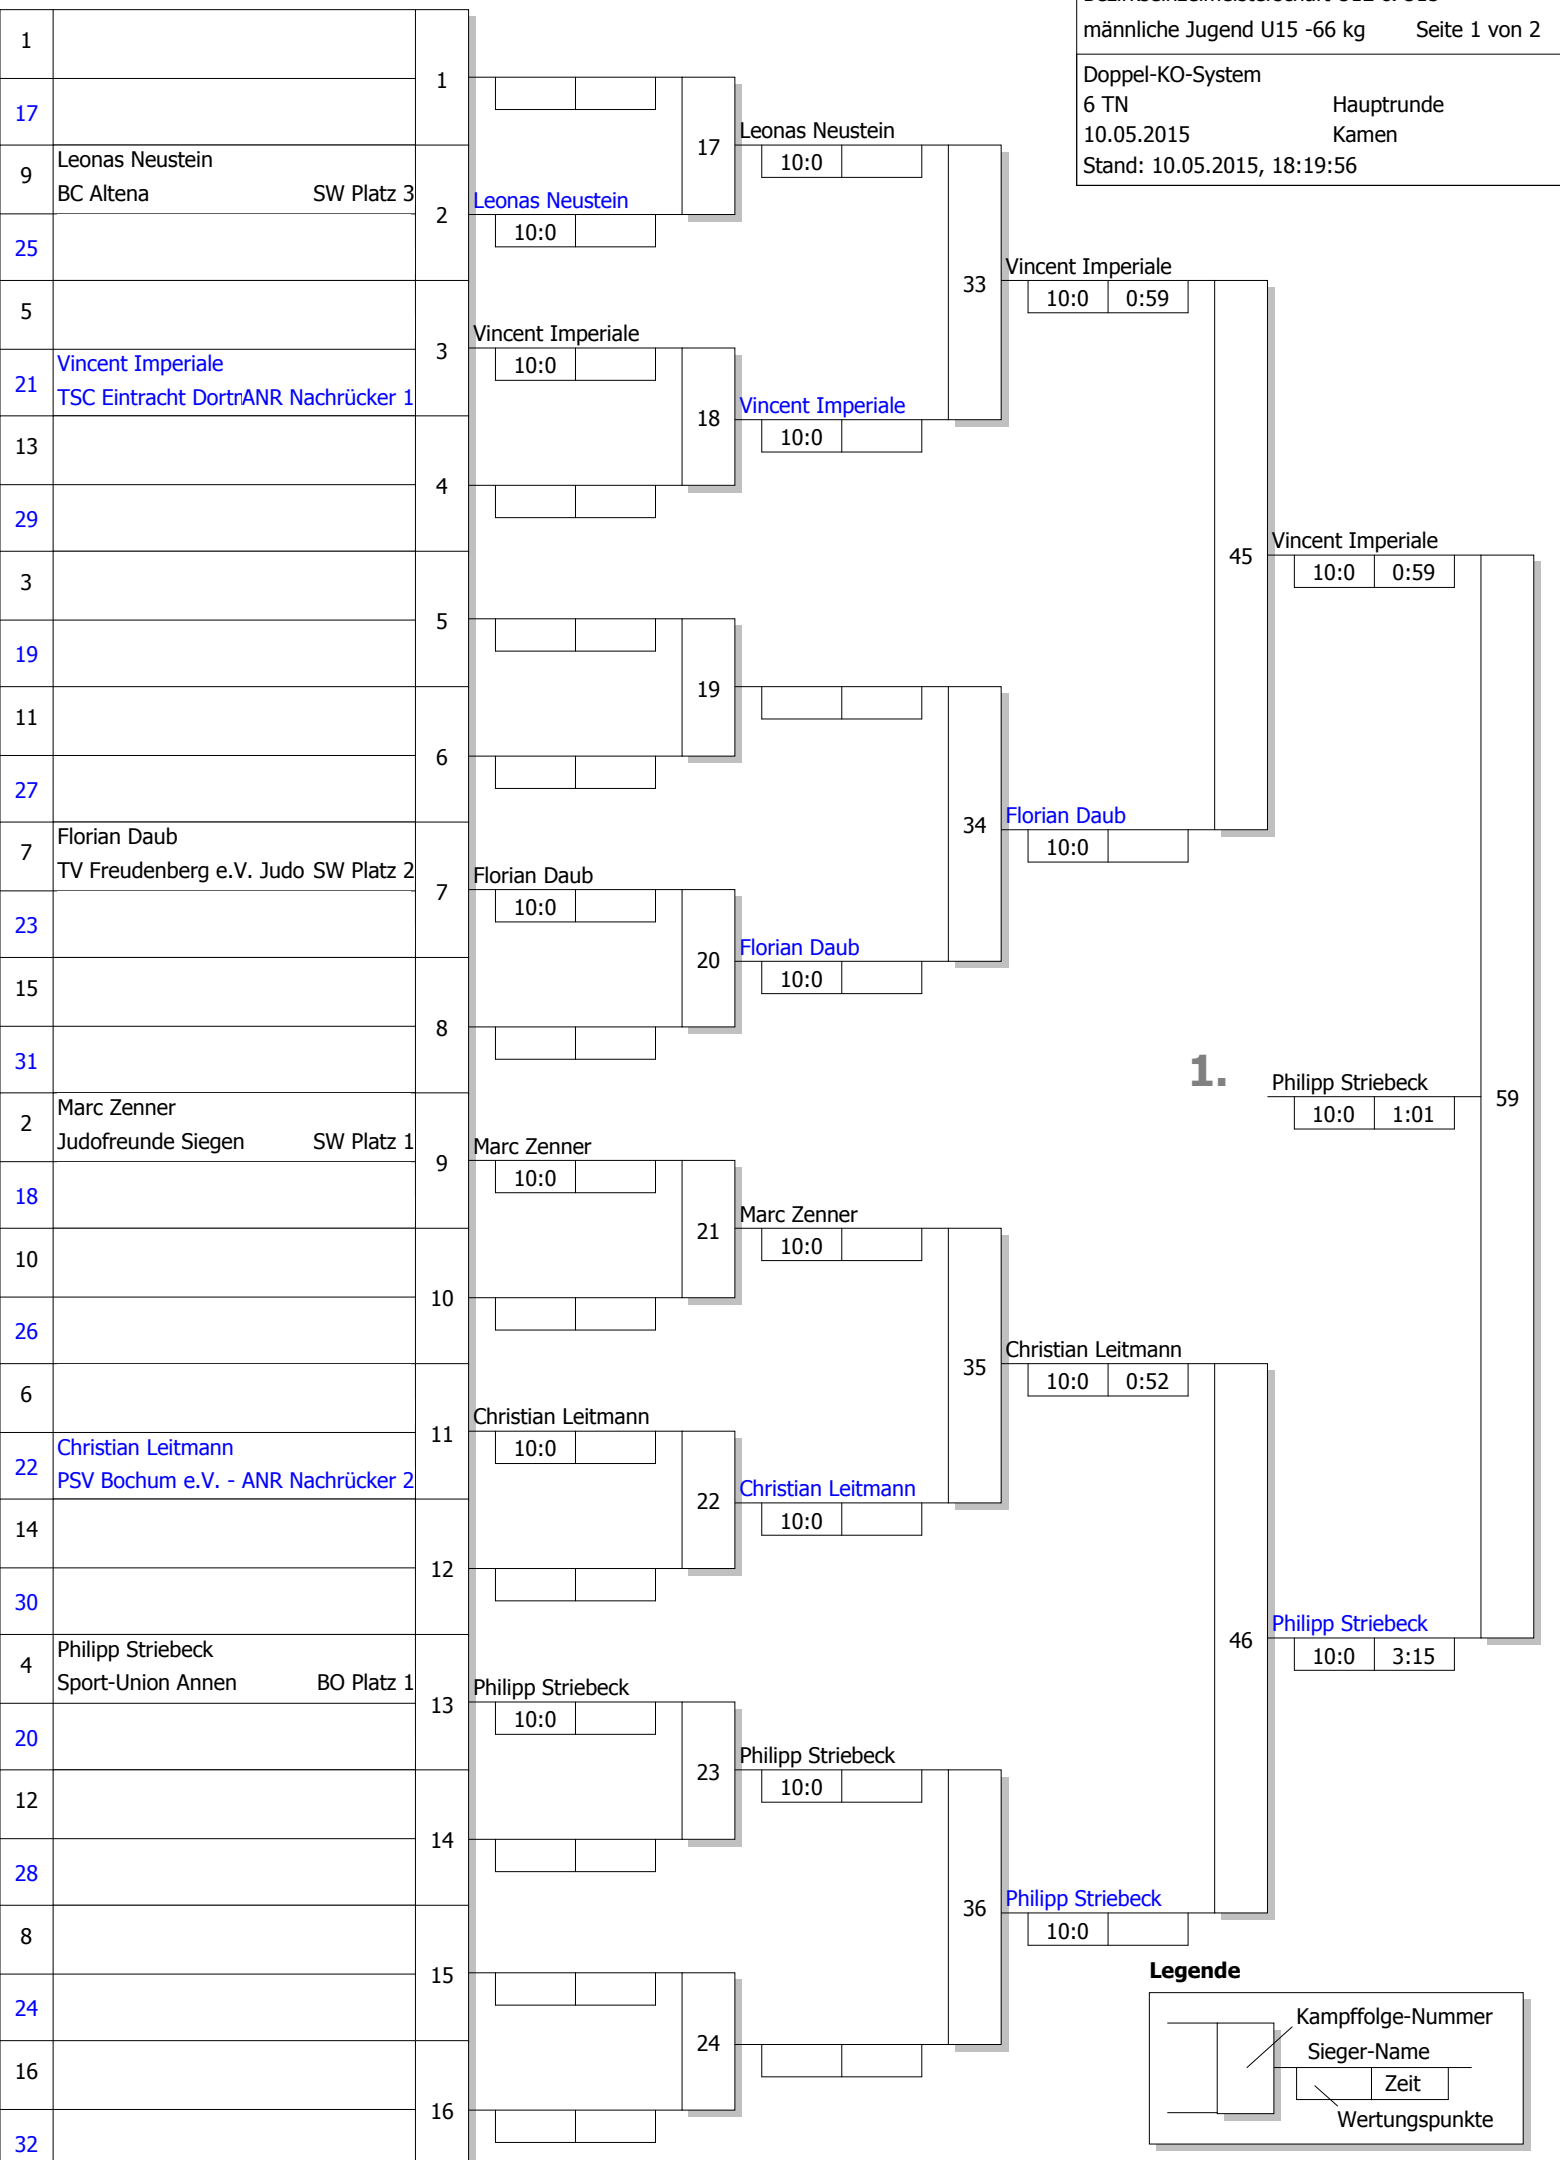 männliche Jugend U15 -66 kg Seite 1 von 2
Doppel-KO-System
6 TN Hauptrunde
10.05.2015 Kamen
Stand: 10.05.2015, 18:19:56
1
17
9 Leonas Neustein
BC Altena SW Platz 3
25
5
21 Vincent Imperiale
TSC Eintracht Dortr ANR Nachrücker 1
13
29
3
19
11
27
7 Florian Daub
TV Freudenberg e.V. Judo SW Platz 2
23
15
31
2 Marc Zenner
Judofreunde Siegen SW Platz 1
18
10
26
6
22 Christian Leitmann
PSV Bochum e.V. - ANR Nachrücker 2
14
30
4 Philipp Striebeck
Sport-Union Annen BO Platz 1
20
12
28
8
24
16
32
1
2
3
4
5
6
7
8
9
10
11
12
13
14
15
16
Leonas Neustein
10:0
Vincent Imperiale
10:0
Florian Daub
10:0
Marc Zenner
10:0
Christian Leitmann
10:0
Philipp Striebeck
10:0
17
18
19
20
21
22
23
24
Leonas Neustein
10:0
Vincent Imperiale
10:0
Florian Daub
10:0
Marc Zenner
10:0
Christian Leitmann
10:0
Philipp Striebeck
10:0
33
34
35
36
Vincent Imperiale
10:0 0:59
Florian Daub
10:0
Christian Leitmann
10:0 0:52
Philipp Striebeck
10:0
45
46
Vincent Imperiale
10:0 0:59
Philipp Striebeck
10:0 3:15
59
1. Philipp Striebeck
10:0 1:01
Legende
Kampffolge-Nummer
Sieger-Name
Zeit
Wertungspunkte